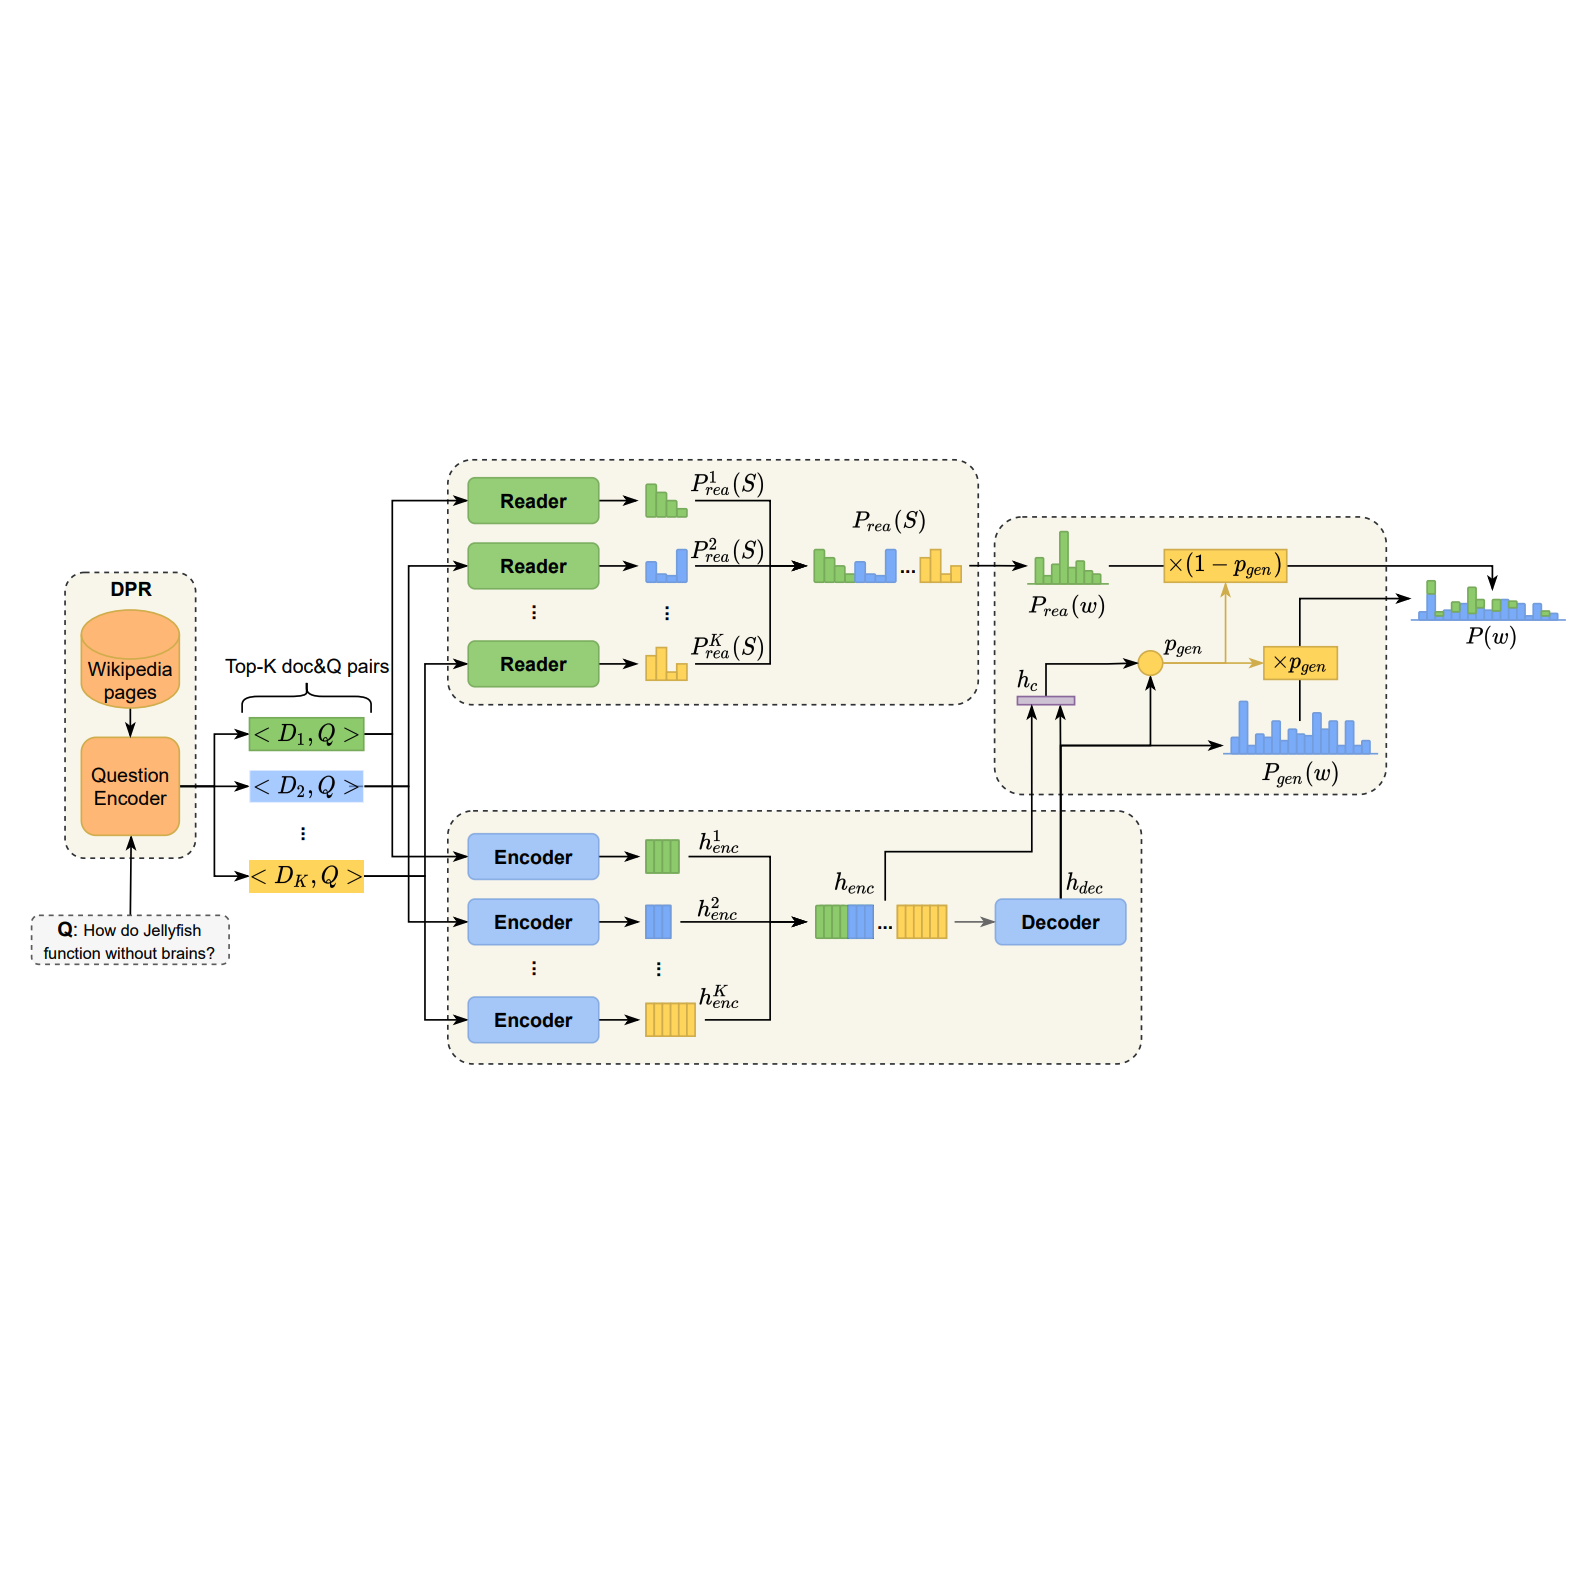 DPR
Wikipedia
pages
Question
Encoder
Q: How do Jellyfish
function without brains?
Top-K doc&Q pairs
< D_1, Q >
< D_2, Q >
⋮
< D_K, Q >
Reader
P^1_{rea}(S)
Reader
P^2_{rea}(S)
⋮ ⋮
Reader
P^K_{rea}(S)
P_{rea}(S)
...
Encoder
h^1_{enc}
Encoder
h^2_{enc}
⋮ ⋮
Encoder
h^K_{enc}
h_{enc}
...
Decoder
h_{dec}
P_{rea}(w)
×(1 − p_{gen})
h_c
p_{gen}
×p_{gen}
P_{gen}(w)
P(w)